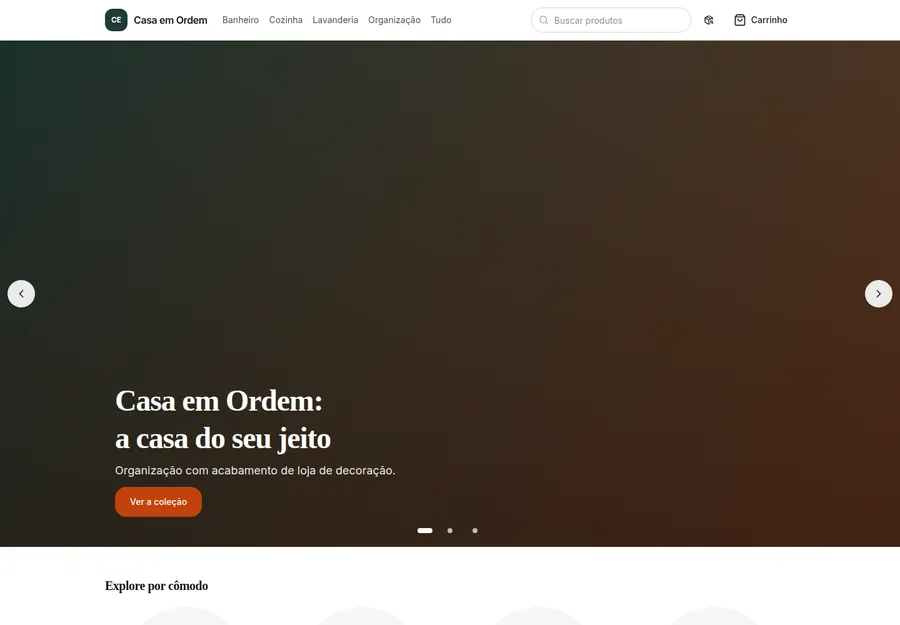 CE
Casa em Ordem
Banheiro
Cozinha
Lavanderia
Organização
Tudo
Buscar produtos
Carrinho
Casa em Ordem:
a casa do seu jeito
Organização com acabamento de loja de decoração.
Ver a coleção
Explore por cômodo